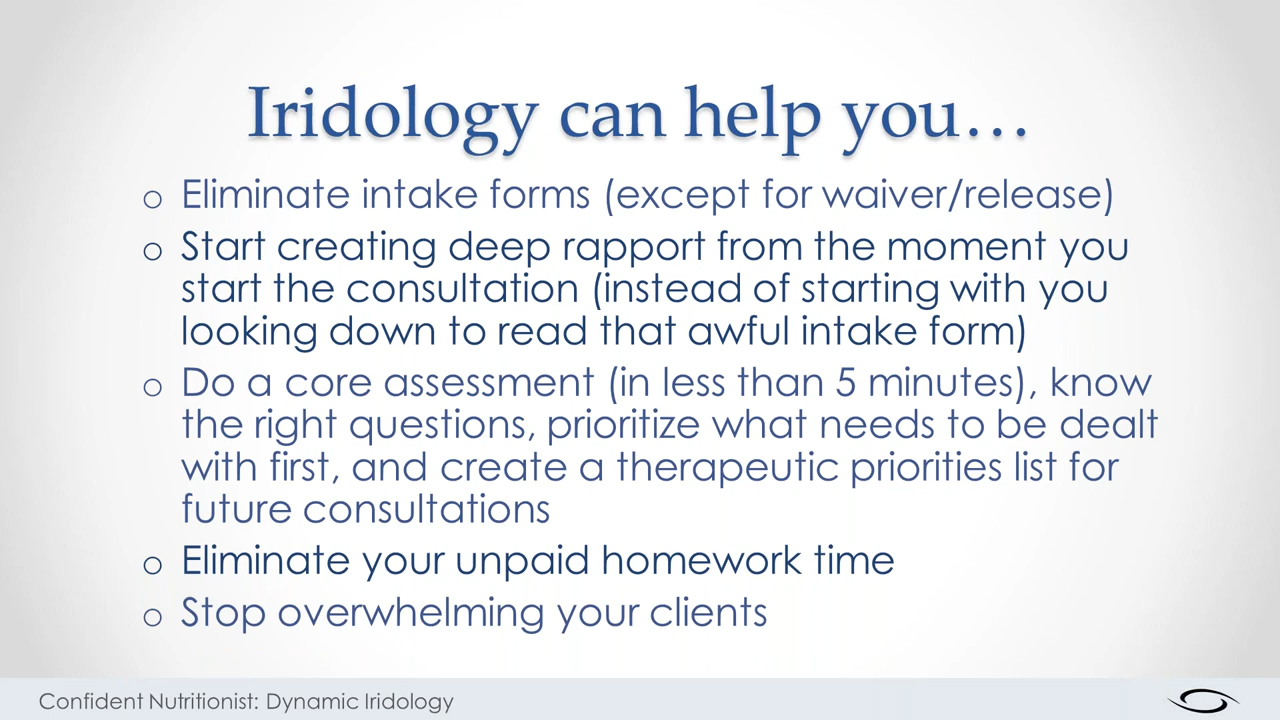 Iridology can help you…
o Eliminate intake forms (except for waiver/release)
o Start creating deep rapport from the moment you
start the consultation (instead of starting with you
looking down to read that awful intake form)
o Do a core assessment (in less than 5 minutes), know
the right questions, prioritize what needs to be dealt
with first, and create a therapeutic priorities list for
future consultations
o Eliminate your unpaid homework time
o Stop overwhelming your clients
Confident Nutritionist: Dynamic Iridology